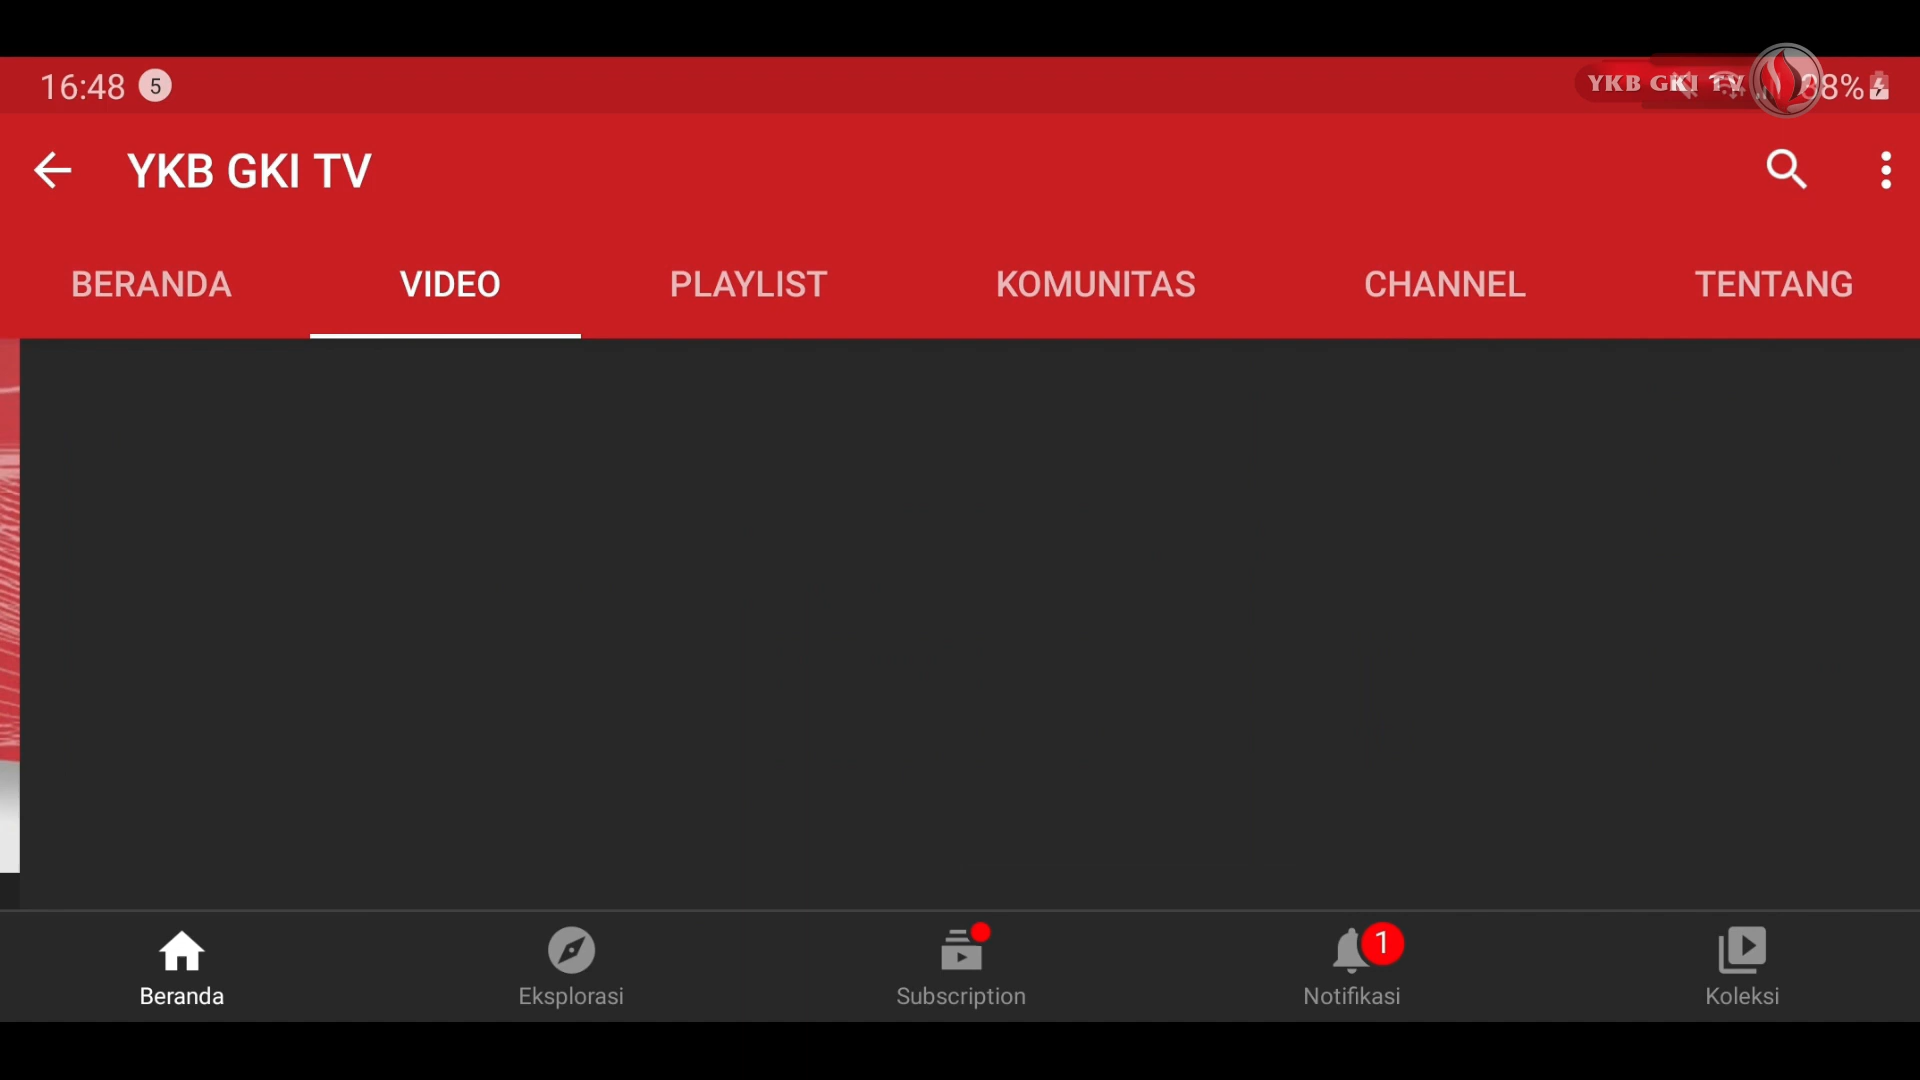 16:48 5
YKB GKI TV
YKB GKI TV
BERANDA VIDEO PLAYLIST KOMUNITAS CHANNEL TENTANG
1
Beranda Eksplorasi Subscription Notifikasi Koleksi